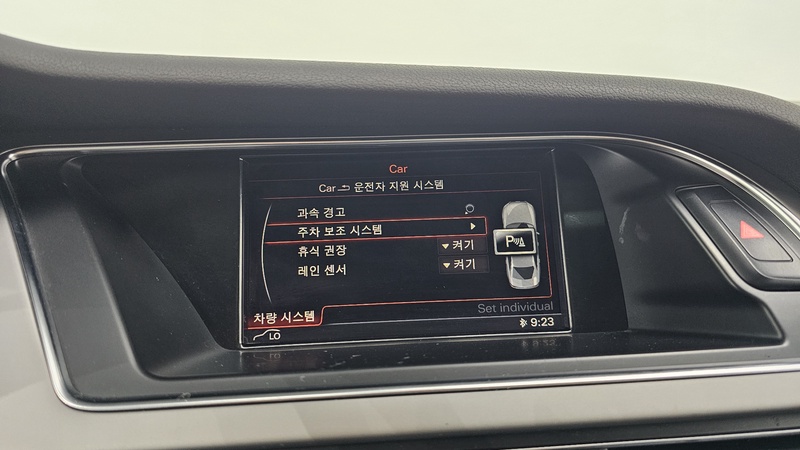 Car
Car 운전자 지원 시스템
과속 경고
주차 보조 시스템
휴식 권장 켜기
레인 센서 켜기
P
Set individual
차량 시스템
9:23
LO